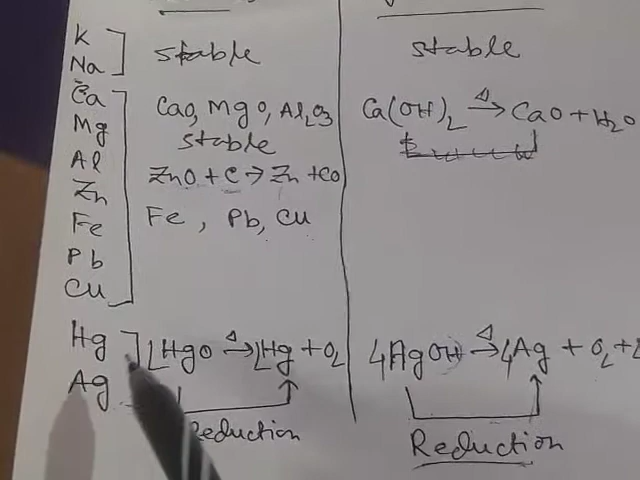 K
Na
stable
stable
Ca
Mg
Al
Zn
Fe
Pb
Cu
CaO, MgO, Al2O3
stable
ZnO + C → Zn + CO
Fe, Pb, Cu
Ca(OH)2 Δ→ CaO + H2O
Hg
Ag
2HgO Δ→ 2Hg + O2
Reduction
4AgOH Δ→ 4Ag + O2 + 2
Reduction